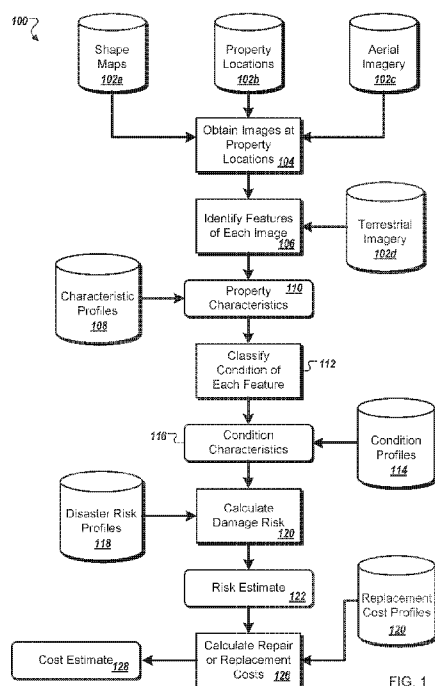 100
Shape
Maps
102a
Property
Locations
102b
Aerial
Imagery
102c
Obtain Images at
Property
Locations 104
Identify Features
of Each Image
106
Terrestrial
Imagery
102d
Characteristic
Profiles
108
Property 110
Characteristics
Classify
Condition of
Each Feature
112
116
Condition
Characteristics
Condition
Profiles
114
Disaster Risk
Profiles
118
Calculate
Damage Risk
120
Risk Estimate
122
Replacement
Cost Profiles
120
Cost Estimate
128
Calculate Repair
or Replacement
Costs 126
FIG. 1